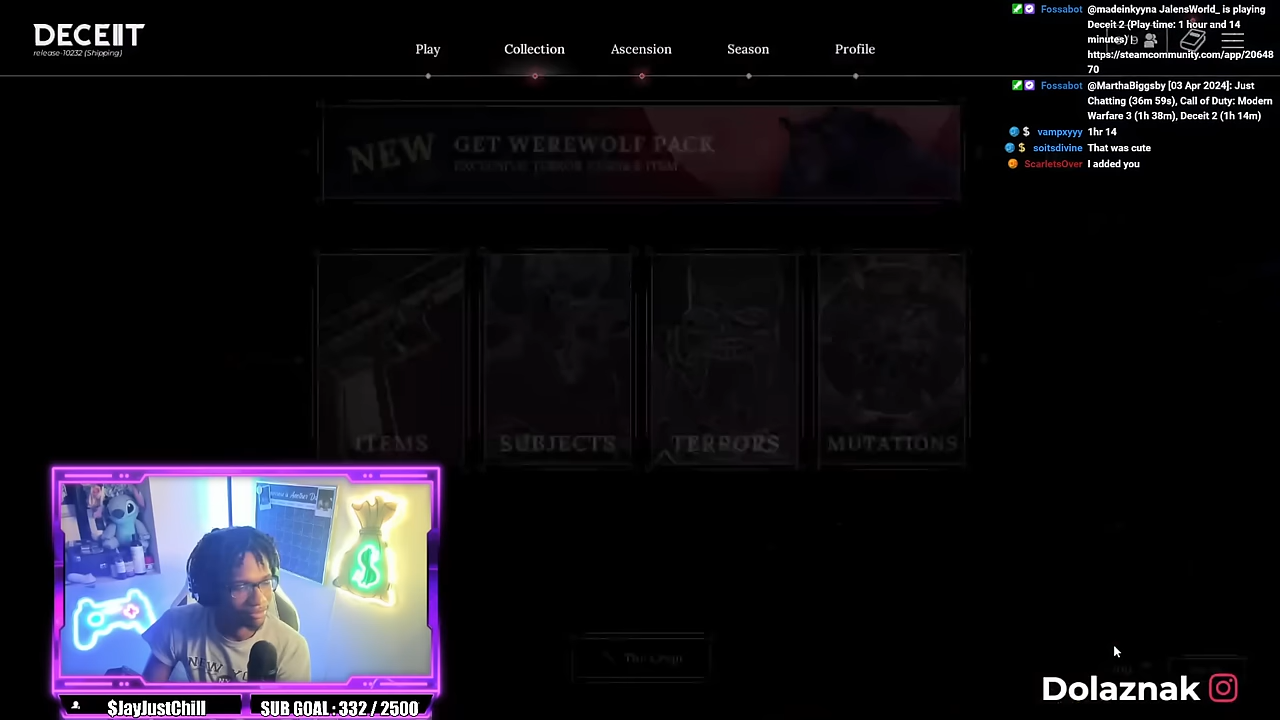 DECEIT
release-10232 (Shipping)
Play
Collection
Ascension
Season
Profile
NEW
GET WEREWOLF PACK
ITEMS
SUBJECTS
TERRORS
MUTATIONS
Fossabot @madeinkyyna JalensWorld_ is playing
Deceit 2 (Play time: 1 hour and 14
minutes) |
https://steamcommunity.com/app/20648
70
Fossabot @MarthaBiggsby [03 Apr 2024]: Just
Chatting (36m 59s), Call of Duty: Modern
Warfare 3 (1h 38m), Deceit 2 (1h 14m)
vampxyyy 1hr 14
soitsdivine That was cute
ScarletsOver I added you
NEW YO
$JayJustChill
SUB GOAL : 332 / 2500
Dolaznak